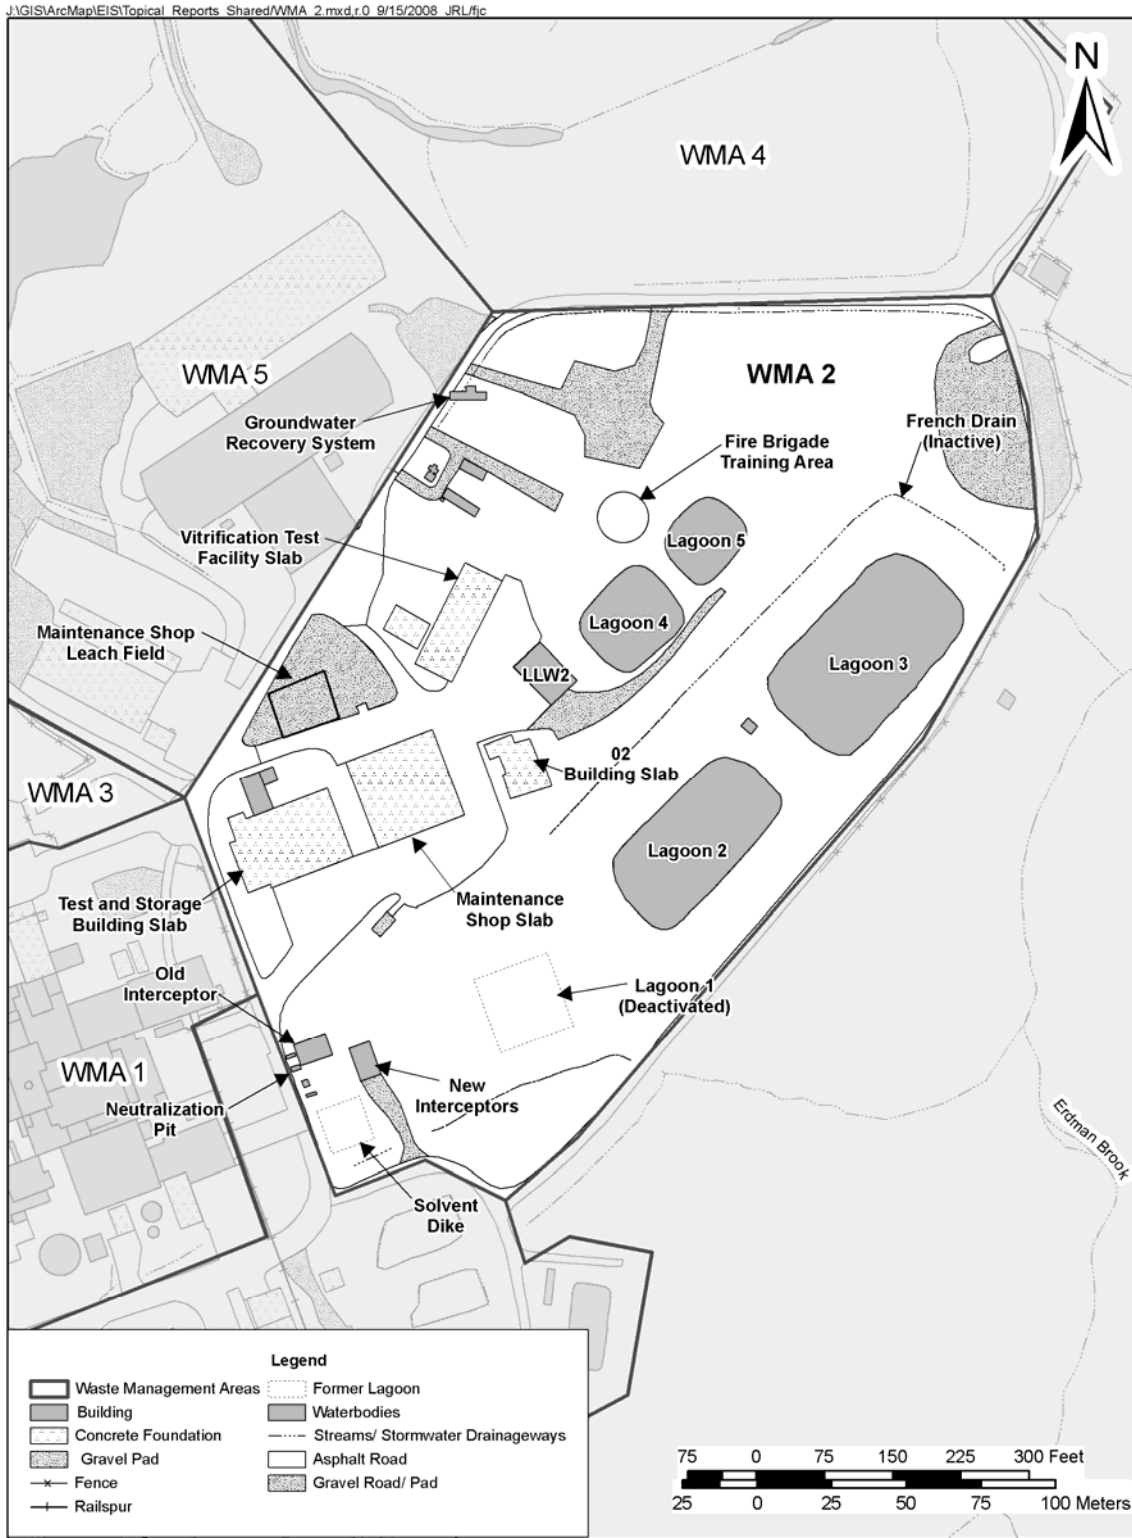 J:\GIS\ArcMap\EIS\Topical_Reports_Shared/WMA_2.mxd,r.0 9/15/2008 JRL/fjc
N
WMA 4
WMA 5
WMA 2
Groundwater
Recovery System
French Drain
(Inactive)
Fire Brigade
Training Area
Vitrification Test
Facility Slab
Lagoon 5
Lagoon 4
Maintenance Shop
Leach Field
Lagoon 3
LLW2
02
Building Slab
WMA 3
Lagoon 2
Test and Storage
Building Slab
Maintenance
Shop Slab
Old
Interceptor
Lagoon 1
(Deactivated)
WMA 1
New
Interceptors
Neutralization
Pit
Erdman Brook
Solvent
Dike
Legend
Waste Management Areas
Former Lagoon
Building
Waterbodies
Concrete Foundation
Streams/ Stormwater Drainageways
Gravel Pad
Asphalt Road
Fence
Gravel Road/ Pad
Railspur
75 0 75 150 225 300 Feet
25 0 25 50 75 100 Meters